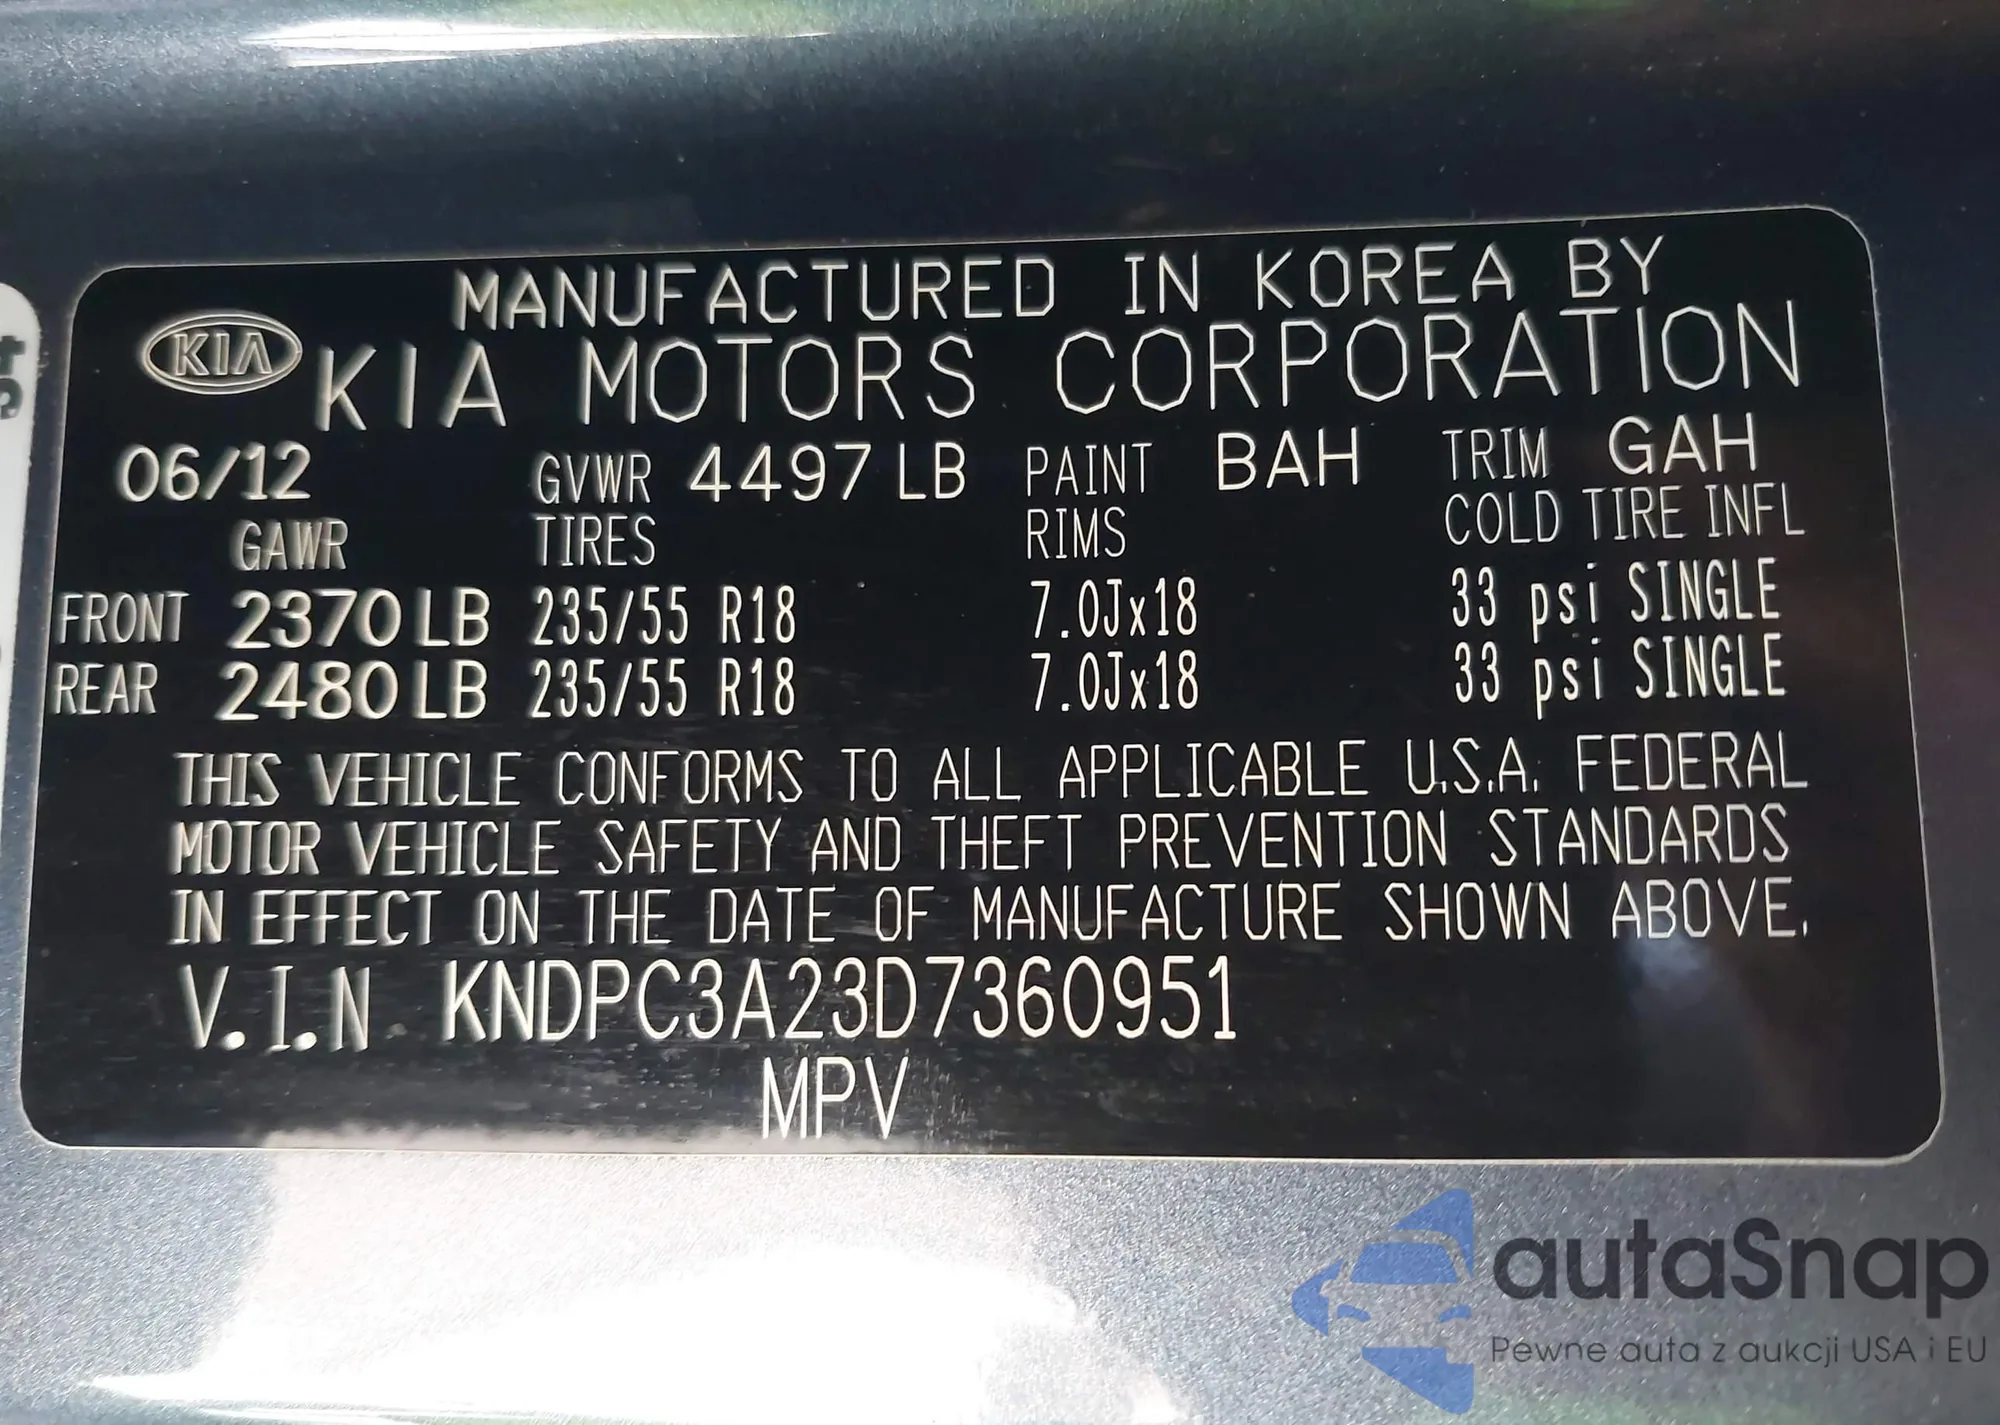 MANUFACTURED IN KOREA BY
KIA KIA MOTORS CORPORATION
06/12 GVWR 4497 LB PAINT BAH TRIM GAH
GAWR TIRES RIMS COLD TIRE INFL
FRONT 2370 LB 235/55 R18 7.0Jx18 33 psi SINGLE
REAR 2480 LB 235/55 R18 7.0Jx18 33 psi SINGLE
THIS VEHICLE CONFORMS TO ALL APPLICABLE U.S.A. FEDERAL
MOTOR VEHICLE SAFETY AND THEFT PREVENTION STANDARDS
IN EFFECT ON THE DATE OF MANUFACTURE SHOWN ABOVE.
V.I.N KNDPC3A23D7360951
MPV
autaSnap
Pewne auta z aukcji USA i EU